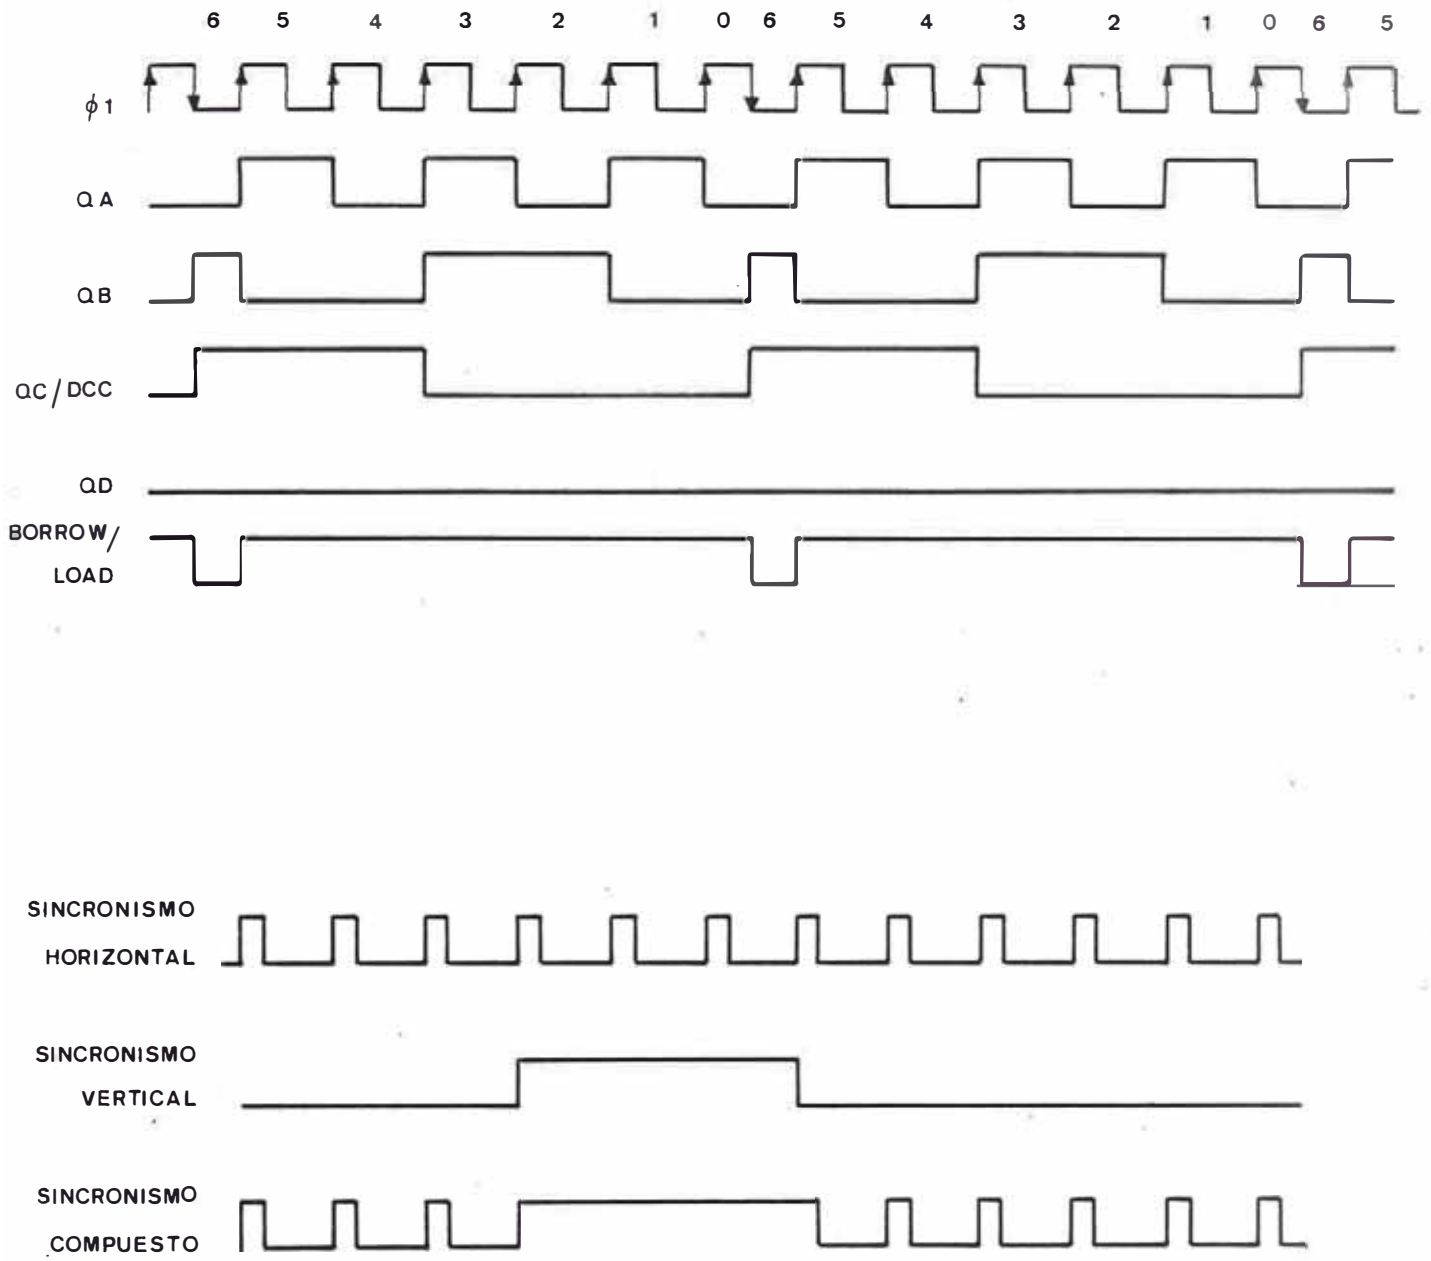 6 5 4 3 2 1 0 6 5 4 3 2 1 0 6 5
ϕ1
QA
QB
QC/DCC
QD
BORROW/
LOAD
SINCRONISMO
HORIZONTAL
SINCRONISMO
VERTICAL
SINCRONISMO
COMPUESTO